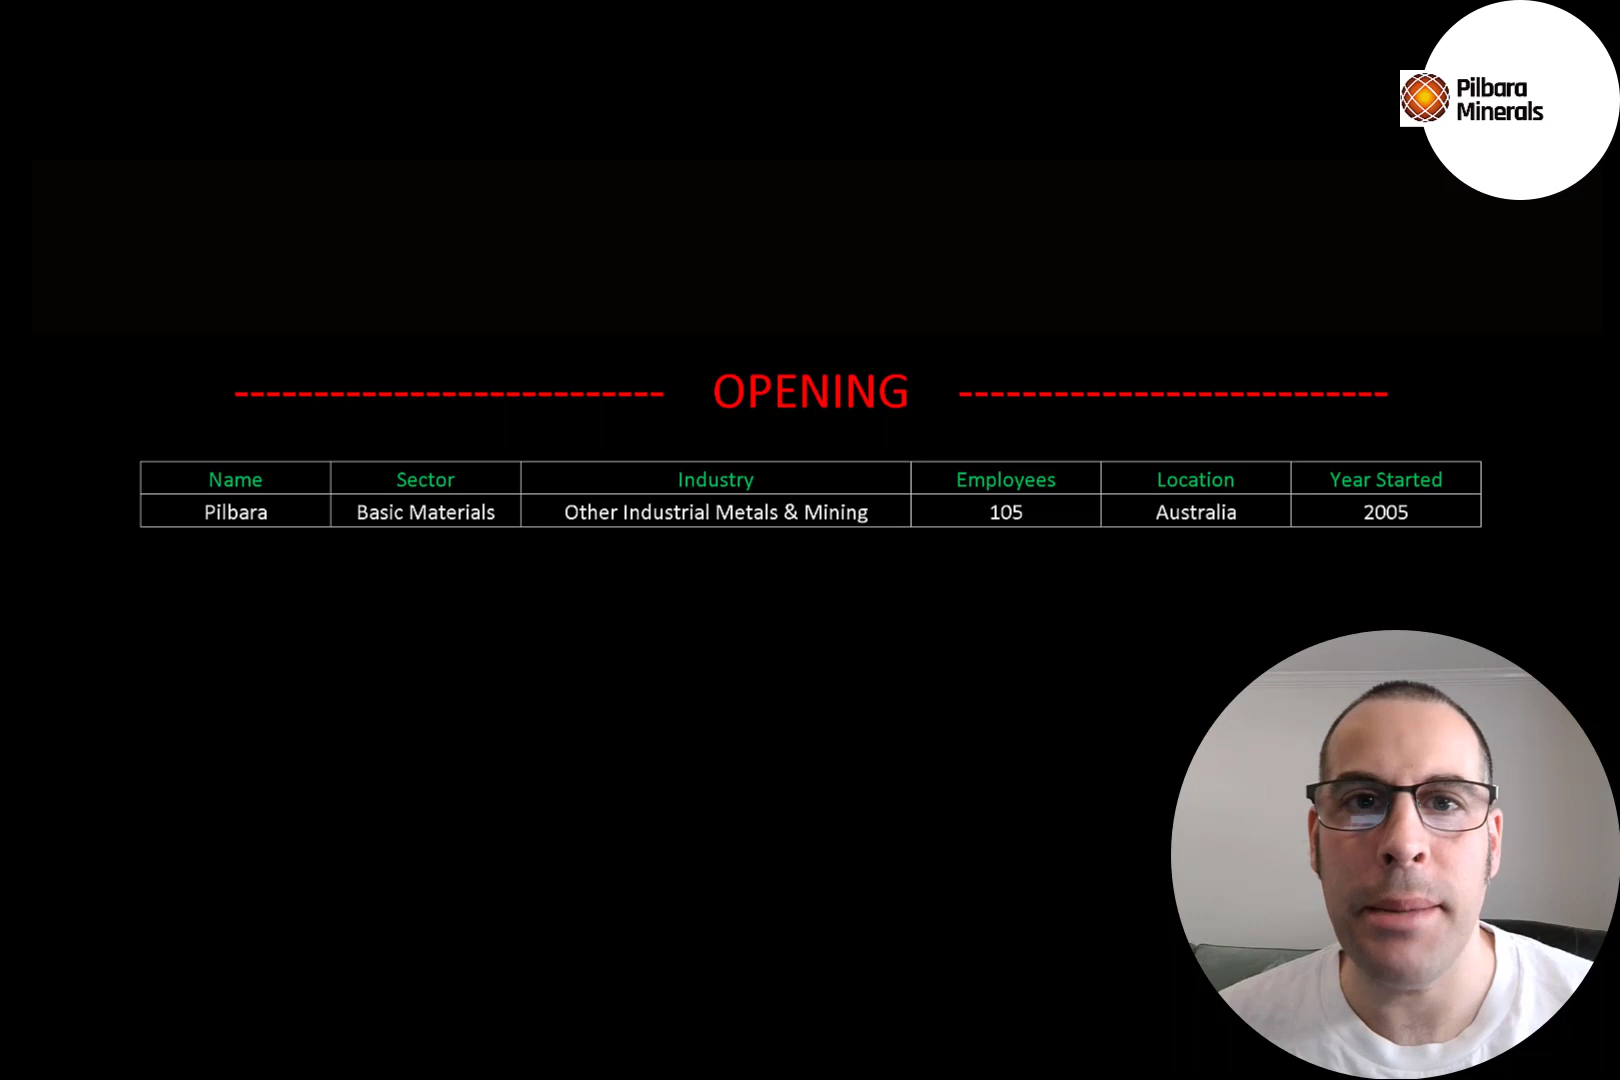 Pilbara
Minerals
-------------------------- OPENING --------------------------
Name Sector Industry Employees Location Year Started
Pilbara Basic Materials Other Industrial Metals & Mining 105 Australia 2005